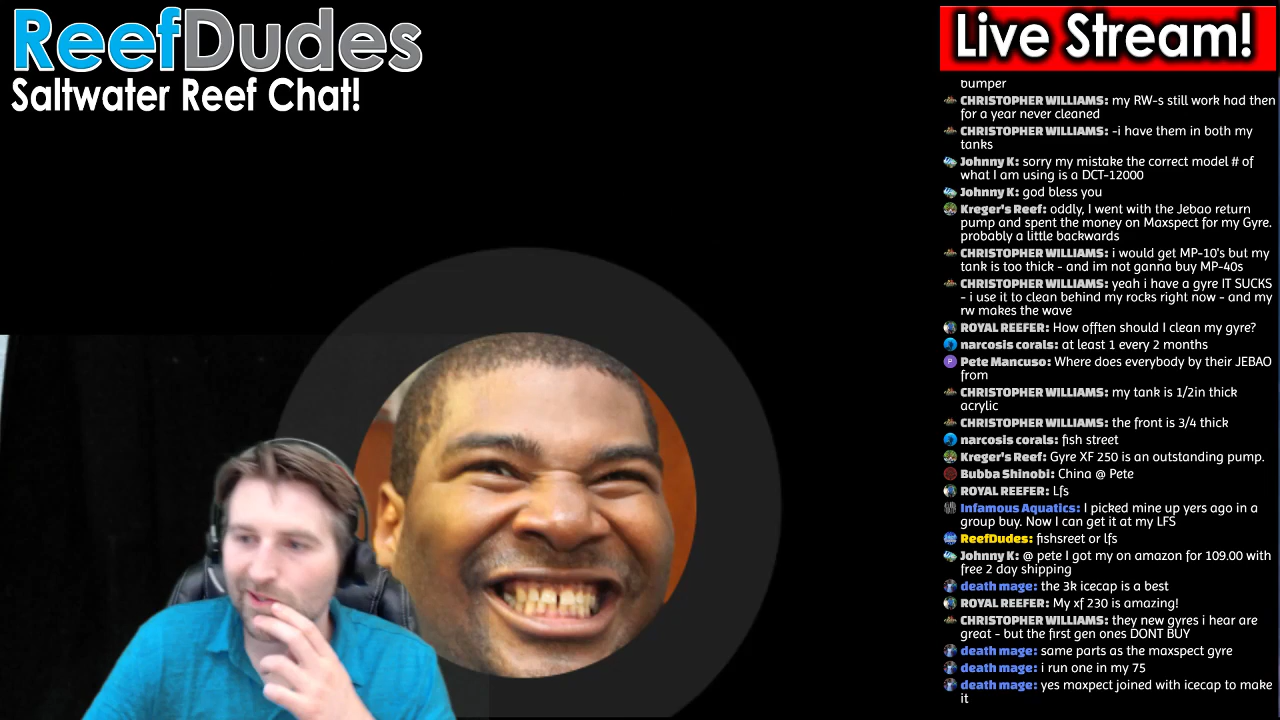 ReefDudes
Saltwater Reef Chat!
Live Stream!
bumper
CHRISTOPHER WILLIAMS: my RW-s still work had then
for a year never cleaned
CHRISTOPHER WILLIAMS: -i have them in both my
tanks
Johnny K: sorry my mistake the correct model # of
what I am using is a DCT-12000
Johnny K: god bless you
Kreger's Reef: oddly, I went with the Jebao return
pump and spent the money on Maxspect for my Gyre.
probably a little backwards
CHRISTOPHER WILLIAMS: i would get MP-10's but my
tank is too thick - and im not ganna buy MP-40s
CHRISTOPHER WILLIAMS: yeah i have a gyre IT SUCKS
- i use it to clean behind my rocks right now - and my
rw makes the wave
ROYAL REEFER: How offten should I clean my gyre?
narcosis corals: at least 1 every 2 months
P Pete Mancuso: Where does everybody by their JEBAO
from
CHRISTOPHER WILLIAMS: my tank is 1/2in thick
acrylic
CHRISTOPHER WILLIAMS: the front is 3/4 thick
narcosis corals: fish street
Kreger's Reef: Gyre XF 250 is an outstanding pump.
Bubba Shinobi: China @ Pete
ROYAL REEFER: Lfs
Infamous Aquatics: I picked mine up yers ago in a
group buy. Now I can get it at my LFS
ReefDudes: fishsreet or lfs
Johnny K: @ pete I got my on amazon for 109.00 with
free 2 day shipping
death mage: the 3k icecap is a best
ROYAL REEFER: My xf 230 is amazing!
CHRISTOPHER WILLIAMS: they new gyres i hear are
great - but the first gen ones DONT BUY
death mage: same parts as the maxspect gyre
death mage: i run one in my 75
death mage: yes maxpect joined with icecap to make
it